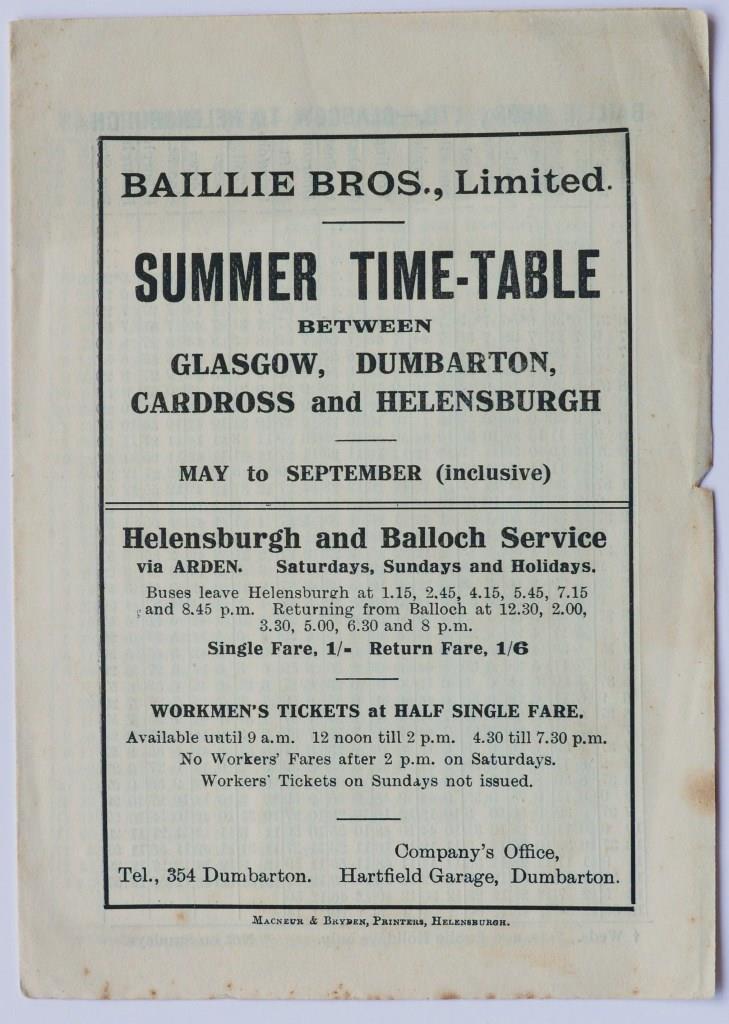 BAILLIE BROS., Limited.
SUMMER TIME-TABLE
BETWEEN
GLASGOW, DUMBARTON,
CARDROSS and HELENSBURGH
MAY to SEPTEMBER (inclusive)
Helensburgh and Balloch Service
via ARDEN. Saturdays, Sundays and Holidays.
Buses leave Helensburgh at 1.15, 2.45, 4.15, 5.45, 7.15
and 8.45 p.m. Returning from Balloch at 12.30, 2.00,
3.30, 5.00, 6.30 and 8 p.m.
Single Fare, 1/- Return Fare, 1/6
WORKMEN'S TICKETS at HALF SINGLE FARE.
Available until 9 a.m. 12 noon till 2 p.m. 4.30 till 7.30 p.m.
No Workers' Fares after 2 p.m. on Saturdays.
Workers' Tickets on Sundays not issued.
Company's Office,
Tel., 354 Dumbarton. Hartfield Garage, Dumbarton.
MACNEUR & BRYDEN, PRINTERS, HELENSBURGH.